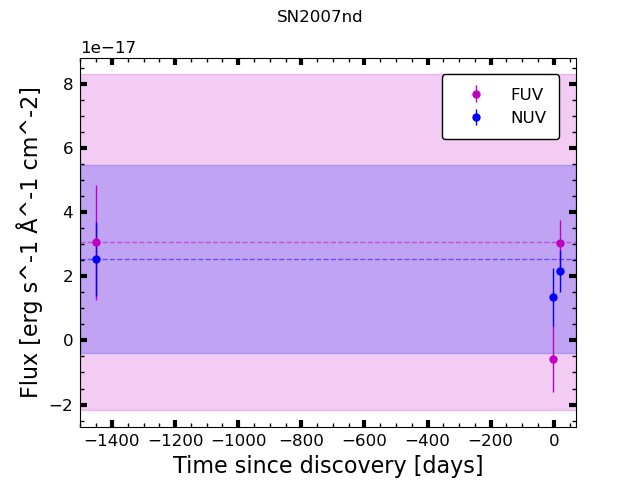 SN2007nd
1e−17
FUV
NUV
8
6
4
2
0
−2
Flux [erg s^-1 Å^-1 cm^-2]
−1400 −1200 −1000 −800 −600 −400 −200 0
Time since discovery [days]